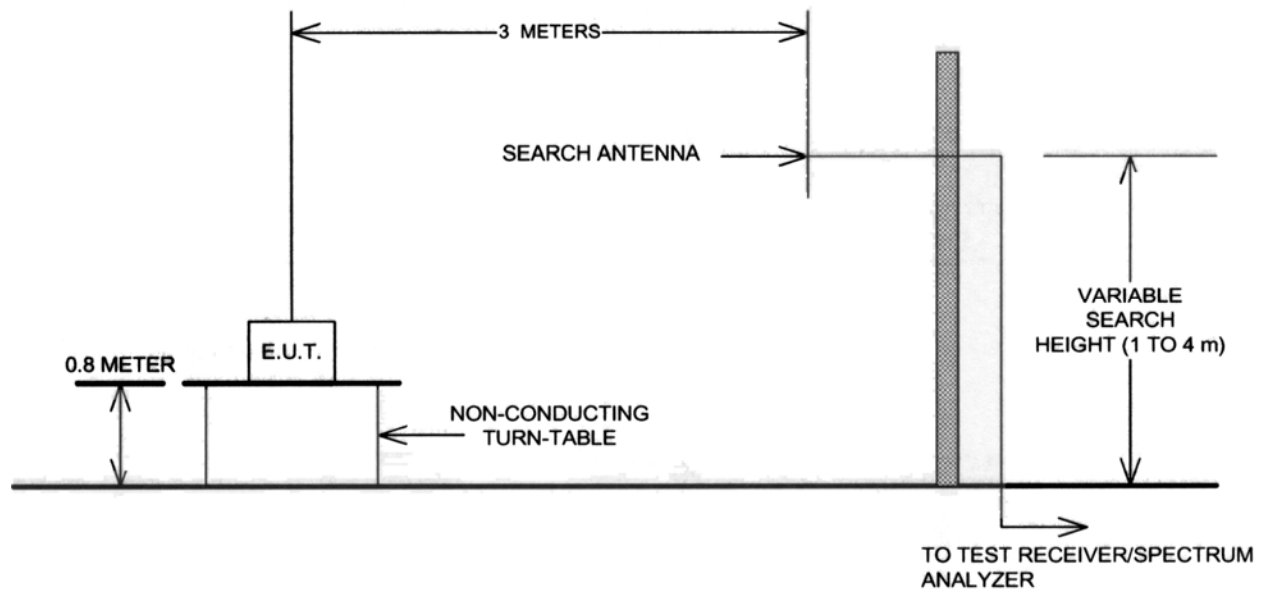 3 METERS
SEARCH ANTENNA
E.U.T.
0.8 METER
NON-CONDUCTING
TURN-TABLE
VARIABLE
SEARCH
HEIGHT (1 TO 4 m)
TO TEST RECEIVER/SPECTRUM
ANALYZER